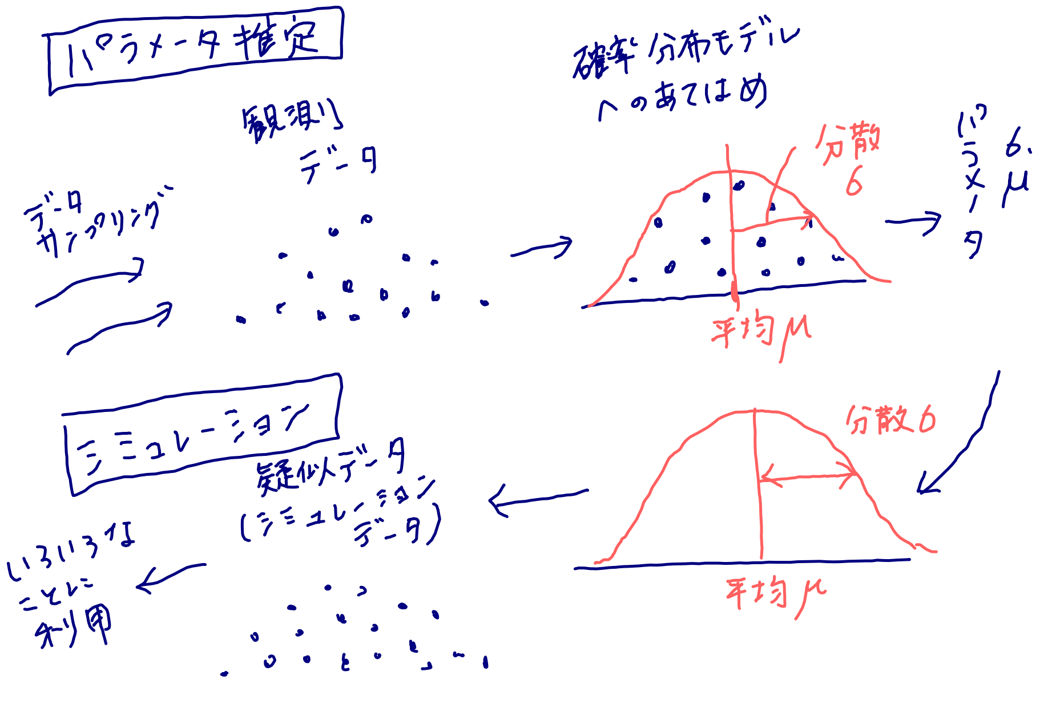 パラメータ推定
観測
データ
データ
サンプリング
確率分布モデル
へのあてはめ
分散
σ
平均μ
パラメータ
σ、
μ
シミュレーション
疑似データ
(シミュレーション
データ)
いろいろな
ことに
利用
分散σ
平均μ